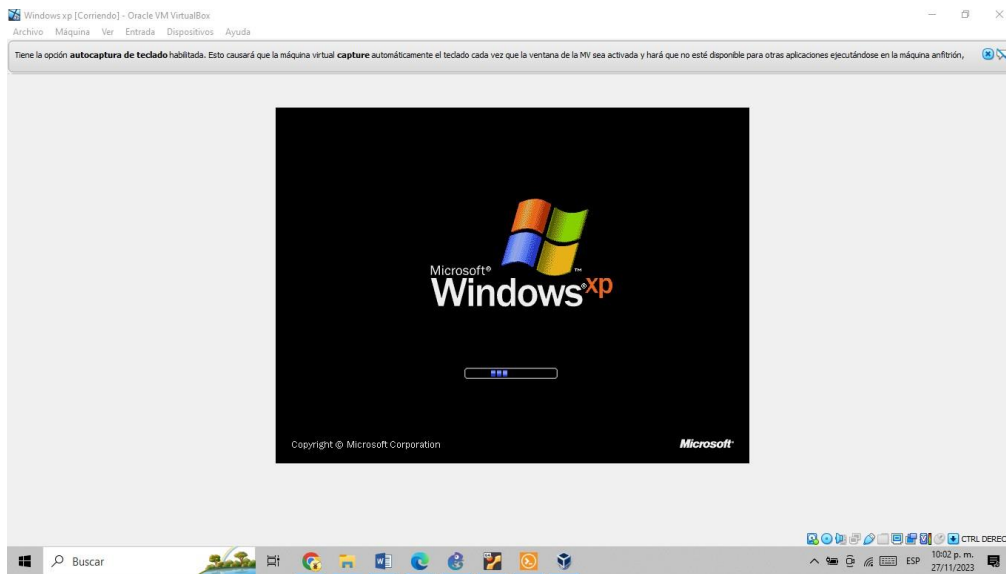 Windows xp [Corriendo] - Oracle VM VirtualBox
Archivo Máquina Ver Entrada Dispositivos Ayuda
Tiene la opción autocaptura de teclado habilitada. Esto causará que la máquina virtual capture automáticamente el teclado cada vez que la ventana de la MV sea activada y hará que no esté disponible para otras aplicaciones ejecutándose en la máquina anfitrión,
Microsoft®
Windows®xp™
Copyright © Microsoft Corporation
Microsoft®
CTRL DEREC
Buscar
ESP
10:02 p. m.
27/11/2023